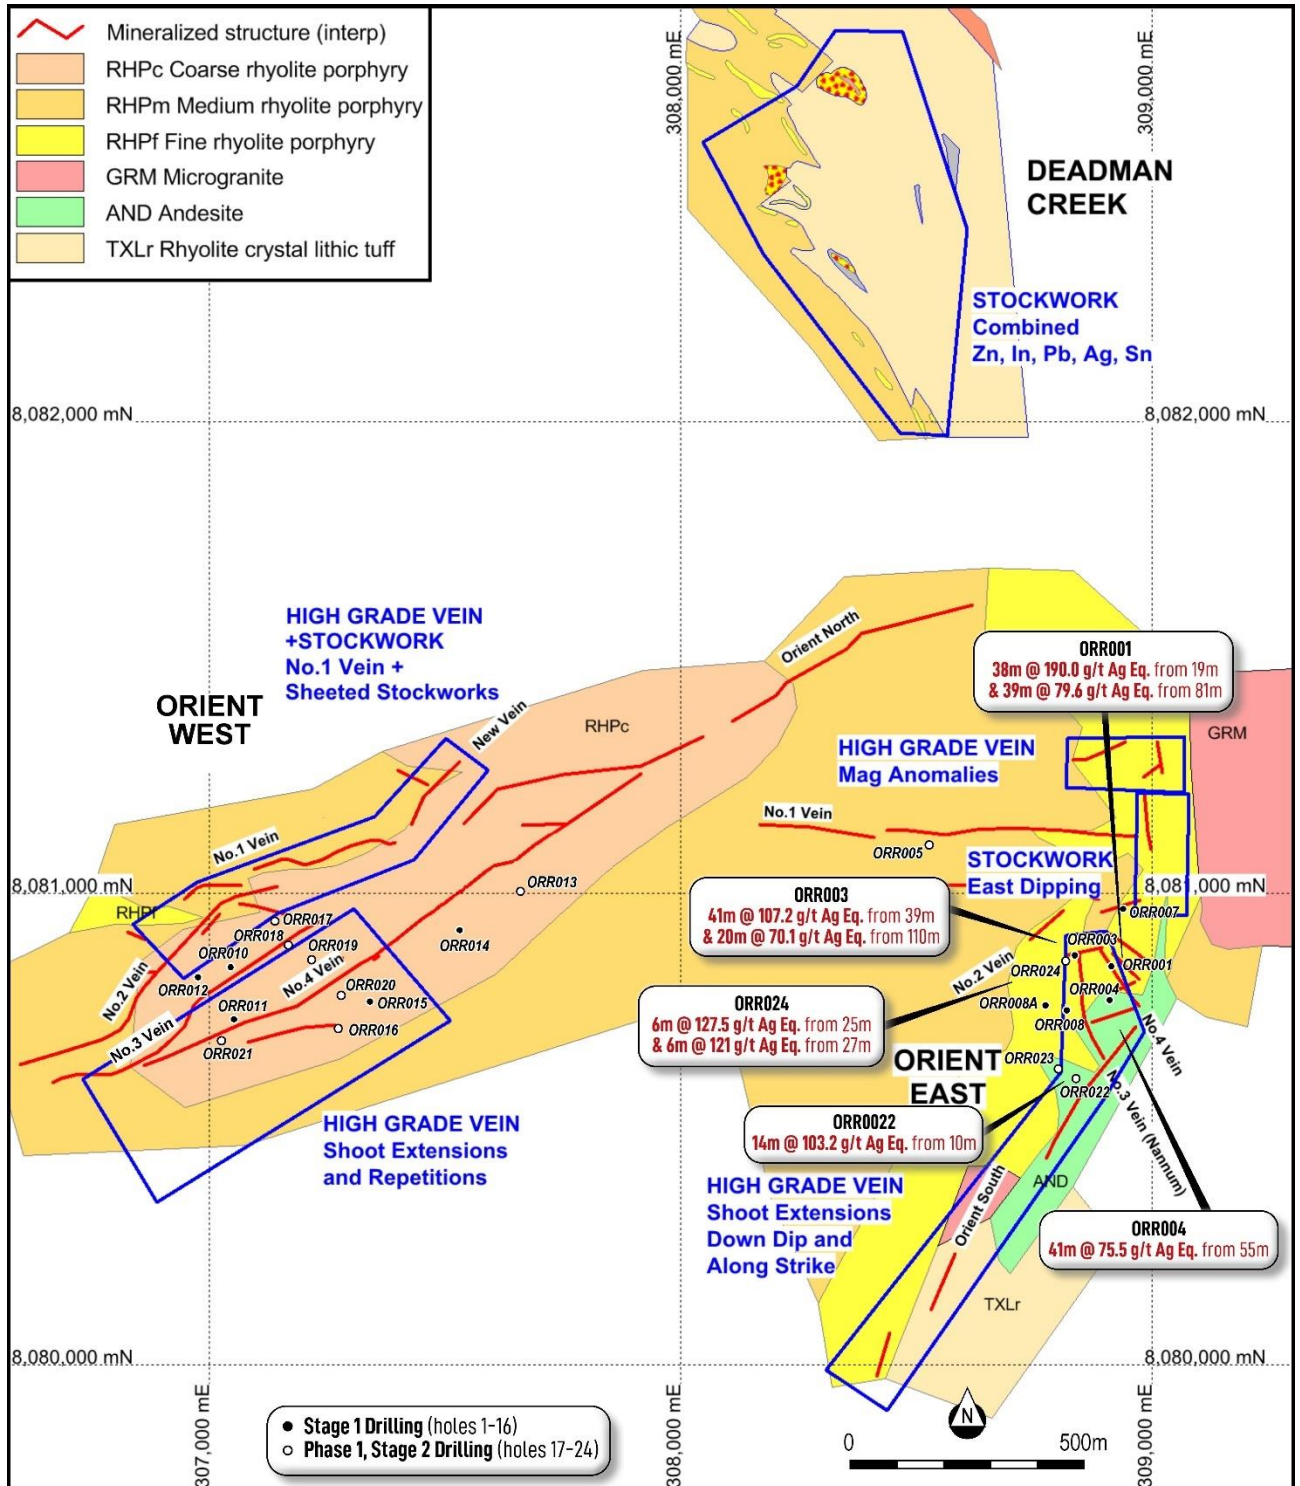 Mineralized structure (interp)
RHPc Coarse rhyolite porphyry
RHPm Medium rhyolite porphyry
RHPf Fine rhyolite porphyry
GRM Microgranite
AND Andesite
TXLr Rhyolite crystal lithic tuff
308,000 mE
309,000 mE
DEADMAN
CREEK
STOCKWORK
Combined
Zn, In, Pb, Ag, Sn
8,082,000 mN
8,082,000 mN
HIGH GRADE VEIN
+STOCKWORK
No.1 Vein +
Sheeted Stockworks
ORIENT
WEST
Orient North
RHPc
New Vein
ORR001
38m @ 190.0 g/t Ag Eq. from 19m
& 39m @ 79.6 g/t Ag Eq. from 81m
GRM
HIGH GRADE VEIN
Mag Anomalies
No.1 Vein
No.1 Vein
ORR005
STOCKWORK
East Dipping
8,081,000 mN
8,081,000 mN
ORR013
ORR003
41m @ 107.2 g/t Ag Eq. from 39m
& 20m @ 70.1 g/t Ag Eq. from 110m
RHPf
ORR017
ORR018
ORR014
ORR007
ORR019
ORR010
ORR003
ORR024
ORR001
No.2 Vein
ORR012
No.4 Vein
ORR020
ORR015
No.2 Vein
ORR004
ORR008A
ORR011
ORR008
ORR024
6m @ 127.5 g/t Ag Eq. from 25m
& 6m @ 121 g/t Ag Eq. from 27m
ORR016
No.3 Vein
ORR021
No.4 Vein
ORIENT
EAST
ORR023
ORR022
No.3 Vein (Nannum)
ORR0022
14m @ 103.2 g/t Ag Eq. from 10m
HIGH GRADE VEIN
Shoot Extensions
and Repetitions
HIGH GRADE VEIN
Shoot Extensions
Down Dip and
Along Strike
AND
Orient South
ORR004
41m @ 75.5 g/t Ag Eq. from 55m
TXLr
8,080,000 mN
8,080,000 mN
307,000 mE
308,000 mE
309,000 mE
Stage 1 Drilling (holes 1-16)
Phase 1, Stage 2 Drilling (holes 17-24)
N
0
500m